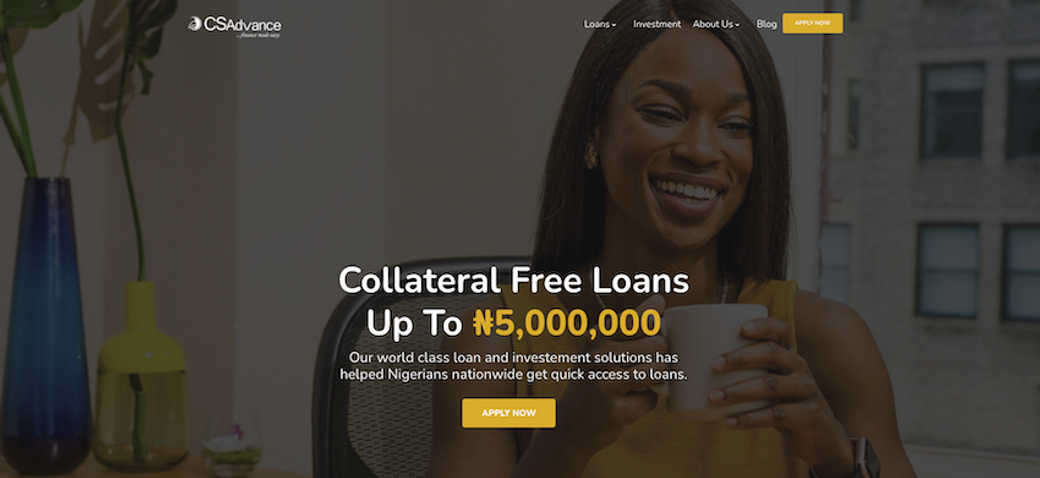 CSAdvance
...finance made easy
Loans
Investment
About Us
Blog
APPLY NOW
Collateral Free Loans
Up To ₦5,000,000
Our world class loan and investement solutions has
helped Nigerians nationwide get quick access to loans.
APPLY NOW